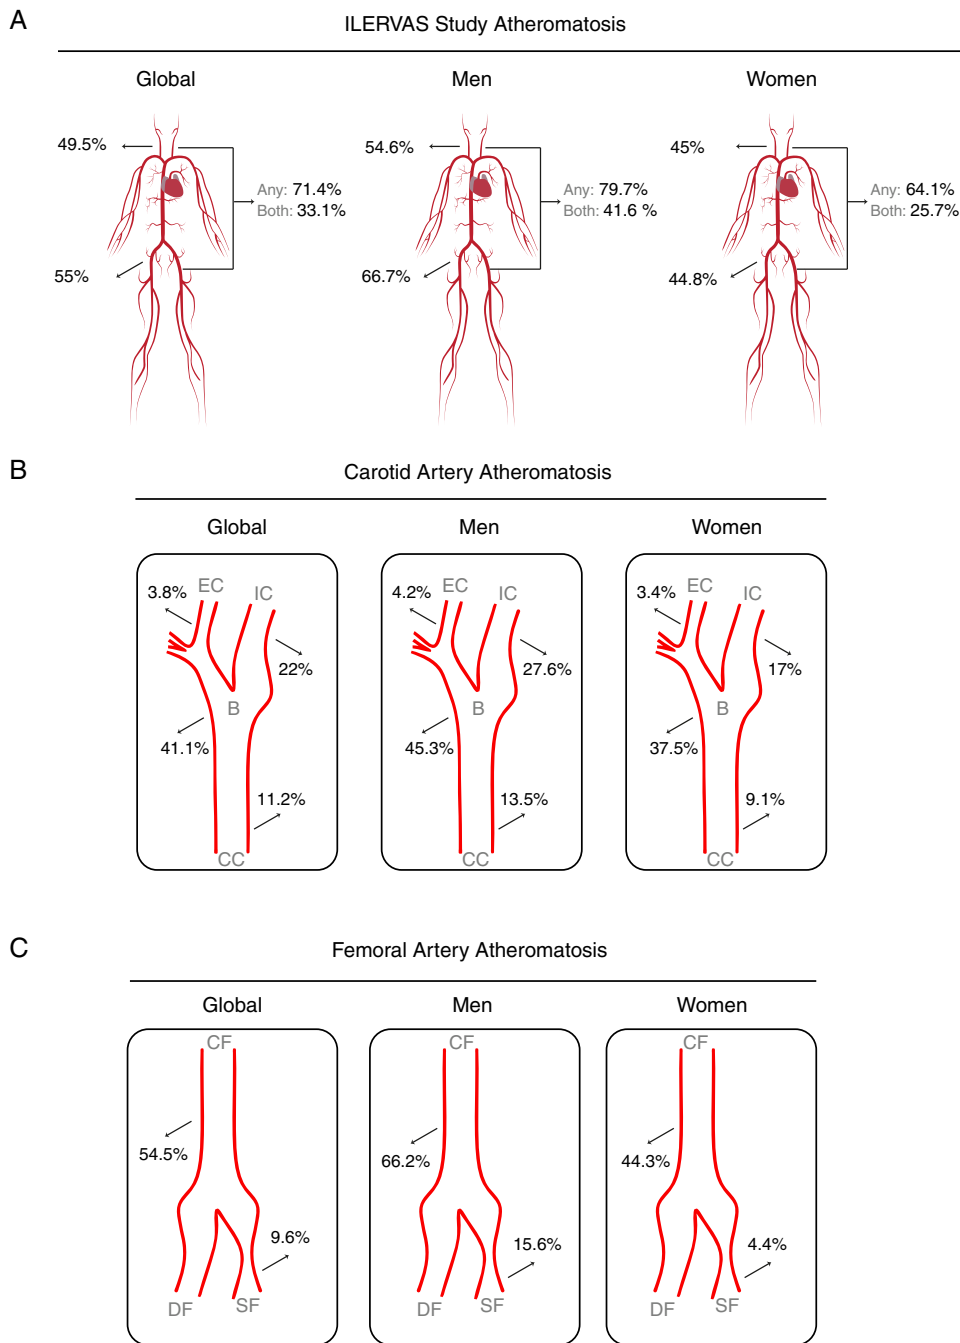 A
ILERVAS Study Atheromatosis
Global
Men
Women
49.5%
Any: 71.4%
Both: 33.1%
55%
54.6%
Any: 79.7%
Both: 41.6 %
66.7%
45%
Any: 64.1%
Both: 25.7%
44.8%
B
Carotid Artery Atheromatosis
Global
Men
Women
3.8%
EC
IC
22%
B
41.1%
11.2%
CC
4.2%
EC
IC
27.6%
B
45.3%
13.5%
CC
3.4%
EC
IC
17%
B
37.5%
9.1%
CC
C
Femoral Artery Atheromatosis
Global
Men
Women
CF
54.5%
9.6%
DF
SF
CF
66.2%
15.6%
DF
SF
CF
44.3%
4.4%
DF
SF